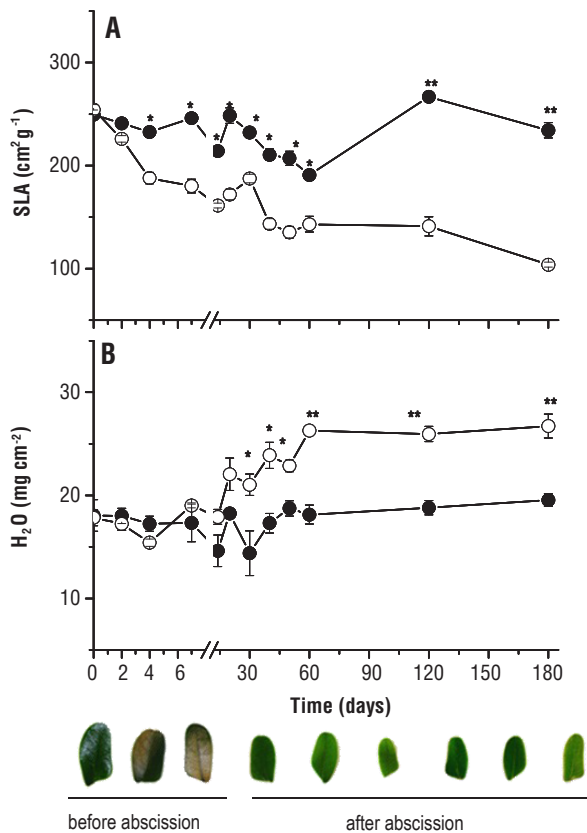 A
300
200
100
SLA (cm² g⁻¹)
* * * * * * * * * ** **
B
30
20
10
H₂O (mg cm⁻²)
* * * ** ** **
0 2 4 6 30 60 90 120 150 180
Time (days)
before abscission after abscission